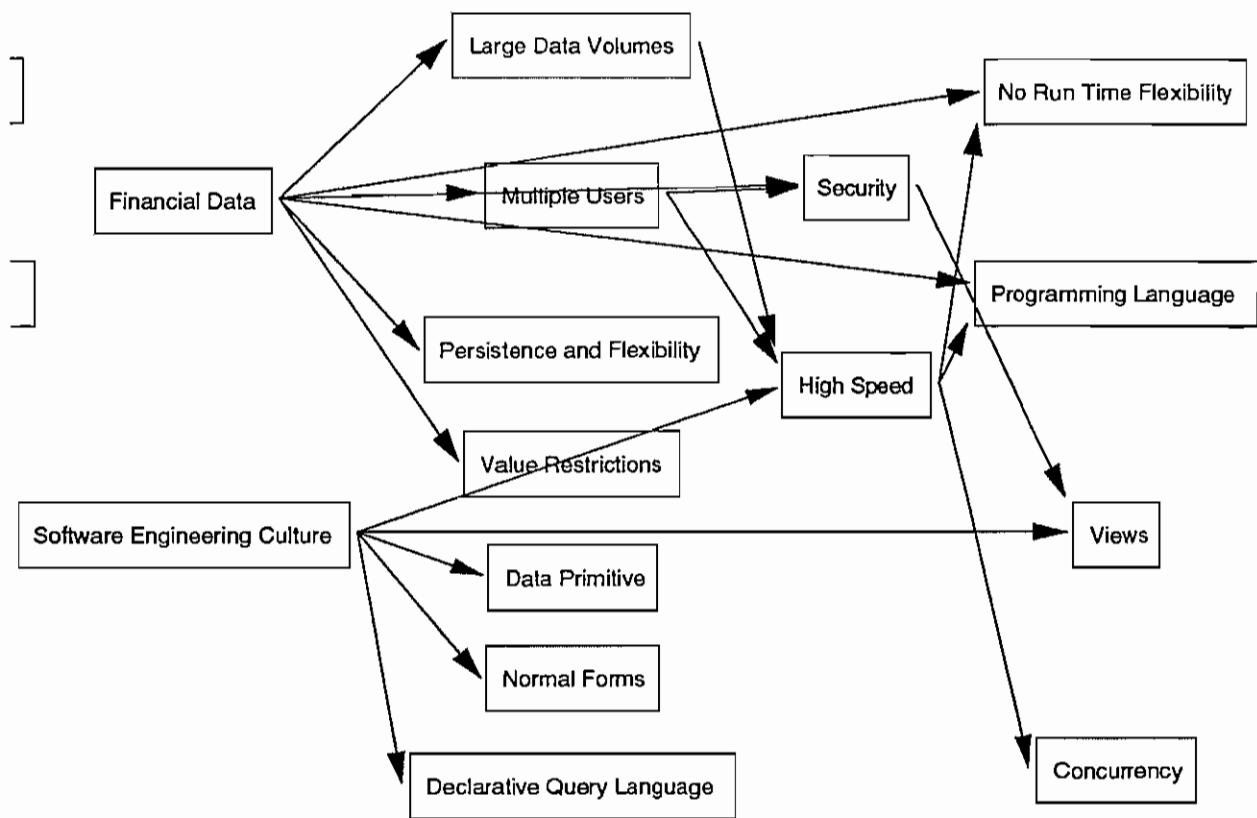 Large Data Volumes
No Run Time Flexibility
Financial Data
Multiple Users
Security
Programming Language
Persistence and Flexibility
High Speed
Value Restrictions
Software Engineering Culture
Views
Data Primitive
Normal Forms
Declarative Query Language
Concurrency